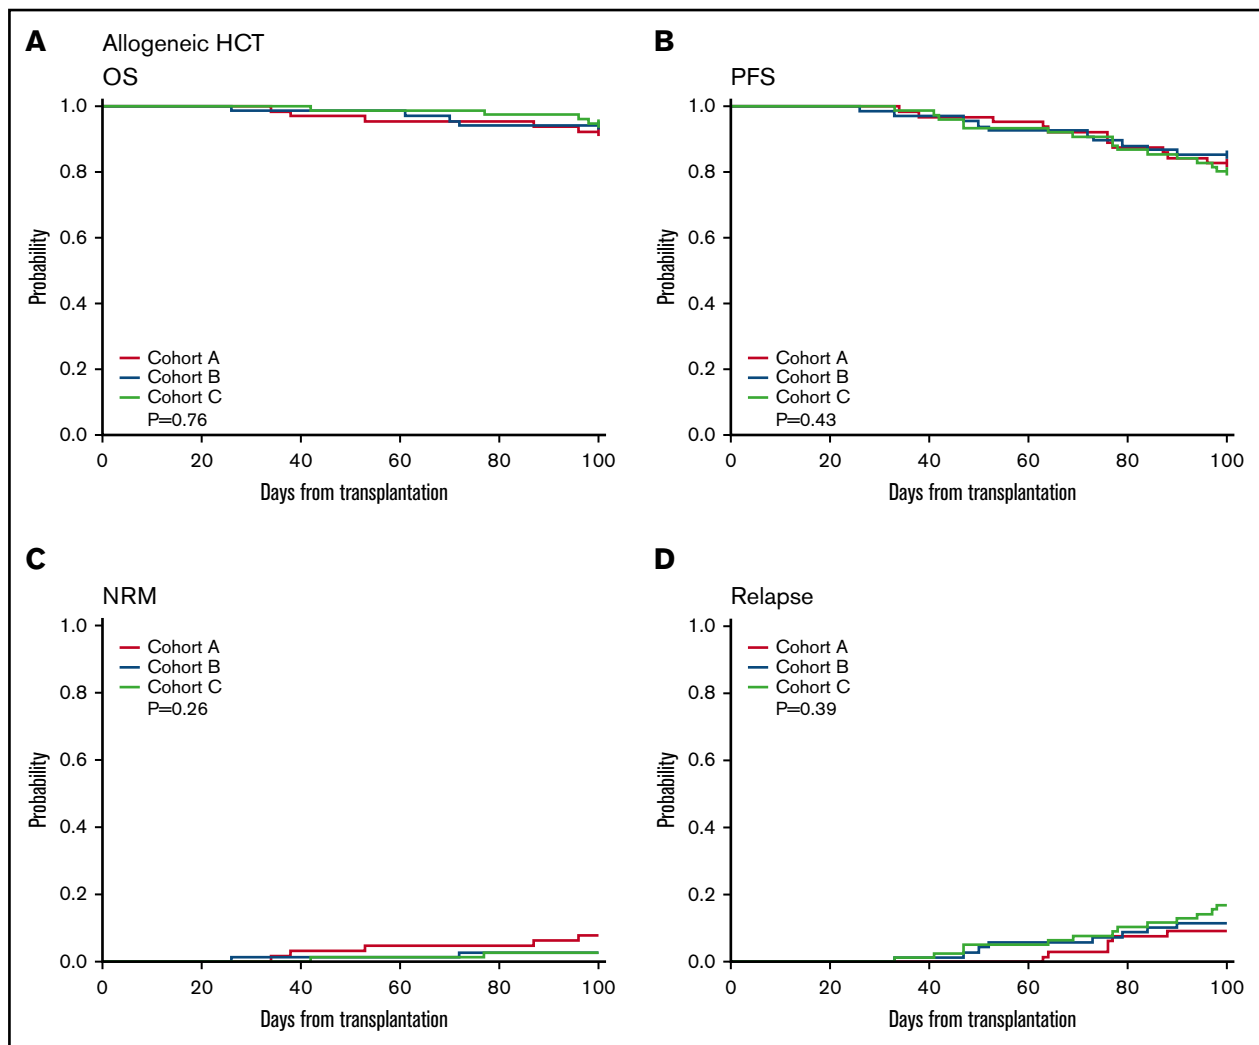 A
Allogeneic HCT
OS
1.0
0.8
0.6
0.4
0.2
0.0
Probability
Cohort A
Cohort B
Cohort C
P=0.76
0 20 40 60 80 100
Days from transplantation
B
PFS
1.0
0.8
0.6
0.4
0.2
0.0
Probability
Cohort A
Cohort B
Cohort C
P=0.43
0 20 40 60 80 100
Days from transplantation
C
NRM
1.0
0.8
0.6
0.4
0.2
0.0
Probability
Cohort A
Cohort B
Cohort C
P=0.26
0 20 40 60 80 100
Days from transplantation
D
Relapse
1.0
0.8
0.6
0.4
0.2
0.0
Probability
Cohort A
Cohort B
Cohort C
P=0.39
0 20 40 60 80 100
Days from transplantation